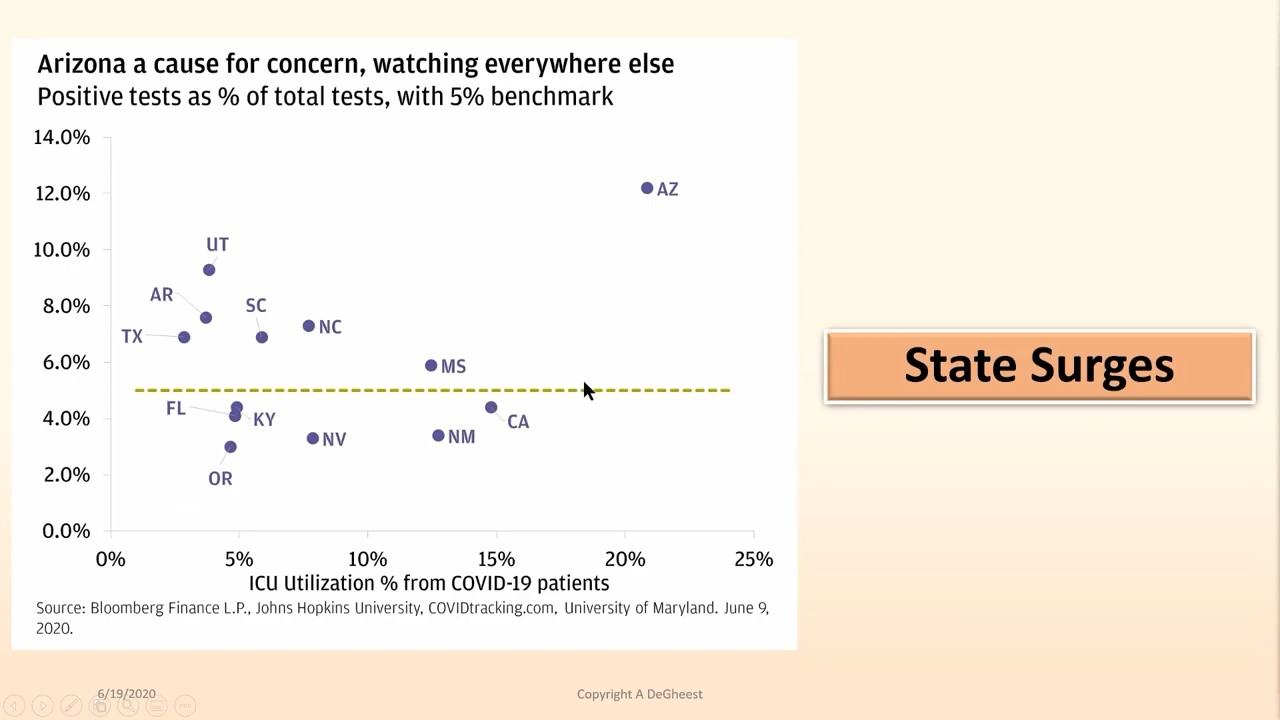 Arizona a cause for concern, watching everywhere else
Positive tests as % of total tests, with 5% benchmark
14.0%
12.0%
AZ
10.0%
UT
8.0%
AR
SC
TX
NC
6.0%
MS
4.0%
FL
KY
CA
NV
NM
2.0%
OR
0.0%
0%
5%
10%
15%
20%
25%
ICU Utilization % from COVID-19 patients
Source: Bloomberg Finance L.P., Johns Hopkins University, COVIDtracking.com, University of Maryland. June 9,
2020.
State Surges
6/19/2020
Copyright A DeGheest